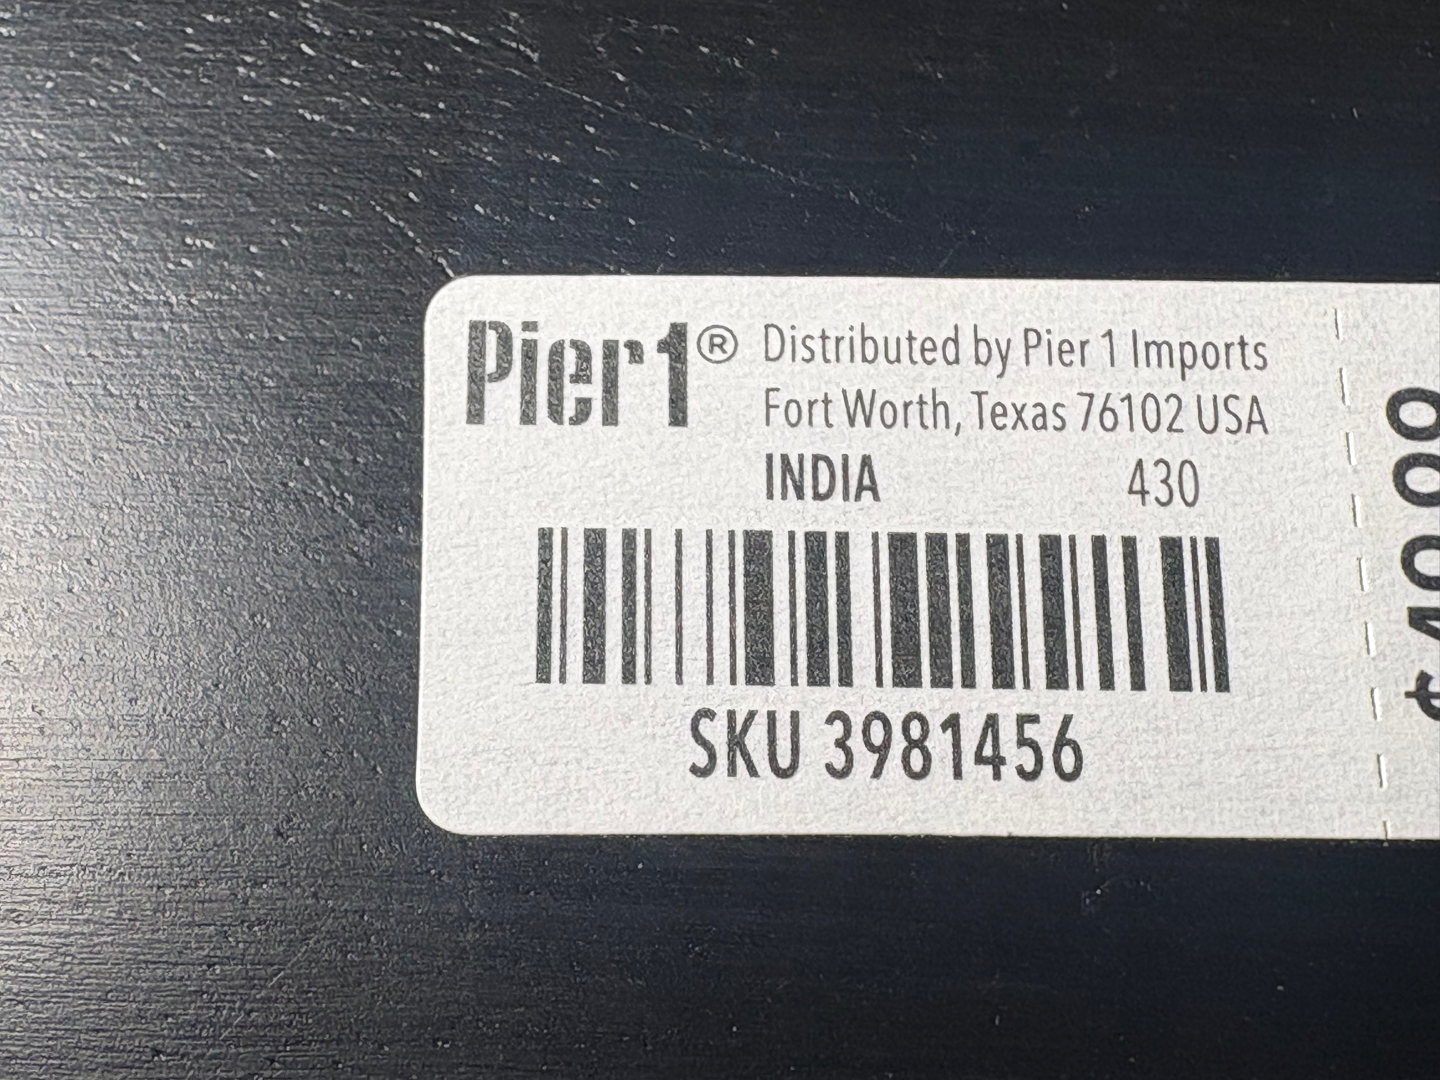 Pier1® Distributed by Pier 1 Imports
Fort Worth, Texas 76102 USA
INDIA 430
SKU 3981456